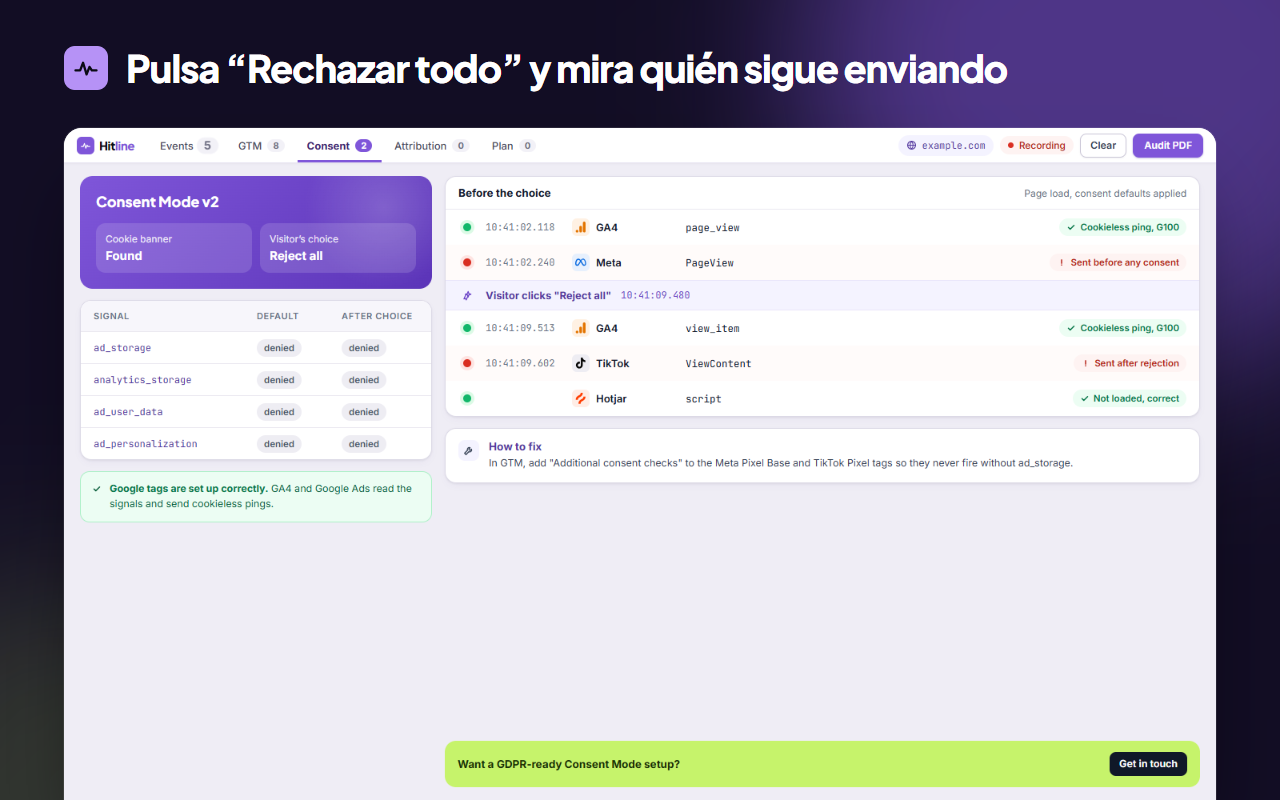 Pulsa “Rechazar todo” y mira quién sigue enviando
Hitline
Events 5
GTM 8
Consent 2
Attribution 0
Plan 0
example.com
Recording
Clear
Audit PDF
Consent Mode v2
Cookie banner
Found
Visitor's choice
Reject all
SIGNAL DEFAULT AFTER CHOICE
ad_storage denied denied
analytics_storage denied denied
ad_user_data denied denied
ad_personalization denied denied
Google tags are set up correctly. GA4 and Google Ads read the
signals and send cookieless pings.
Before the choice Page load, consent defaults applied
10:41:02.118 GA4 page_view Cookieless ping, G100
10:41:02.240 Meta PageView ! Sent before any consent
Visitor clicks "Reject all" 10:41:09.480
10:41:09.513 GA4 view_item Cookieless ping, G100
10:41:09.602 TikTok ViewContent ! Sent after rejection
Hotjar script Not loaded, correct
How to fix
In GTM, add "Additional consent checks" to the Meta Pixel Base and TikTok Pixel tags so they never fire without ad_storage.
Want a GDPR-ready Consent Mode setup? Get in touch